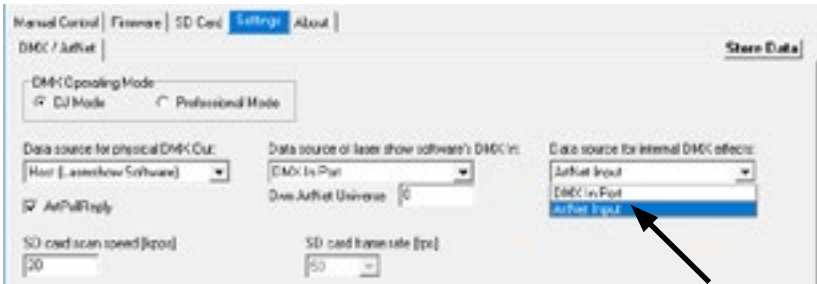 Manual Control | Firmware | SD Card | Settings | About |
DMX / ArtNet | Store Data
DMX Operating Mode
DJ Mode Professional Mode
Data source for physical DMX Out: Data source of laser show software's DMX In: Data source for internal DMX effects:
Host (Lasershow Software) DMX In Port ArtNet Input
Own ArtNet Universe 0 DMX In Port
ArtPollReply ArtNet Input
SD card scan speed [kpps] SD card frame rate [fps]
20 50